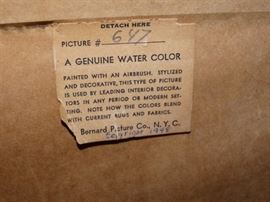 DETACH HERE
PICTURE # 647
A GENUINE WATER COLOR
PAINTED WITH AN AIRBRUSH. STYLIZED
AND DECORATIVE, THIS TYPE OF PICTURE
IS USED BY LEADING INTERIOR DECORA-
TORS IN ANY PERIOD OR MODERN SET-
TING. NOTE HOW THE COLORS BLEND
WITH CURRENT RUGS AND FABRICS.
Bernard Picture Co., N. Y. C.
Copyright 1948